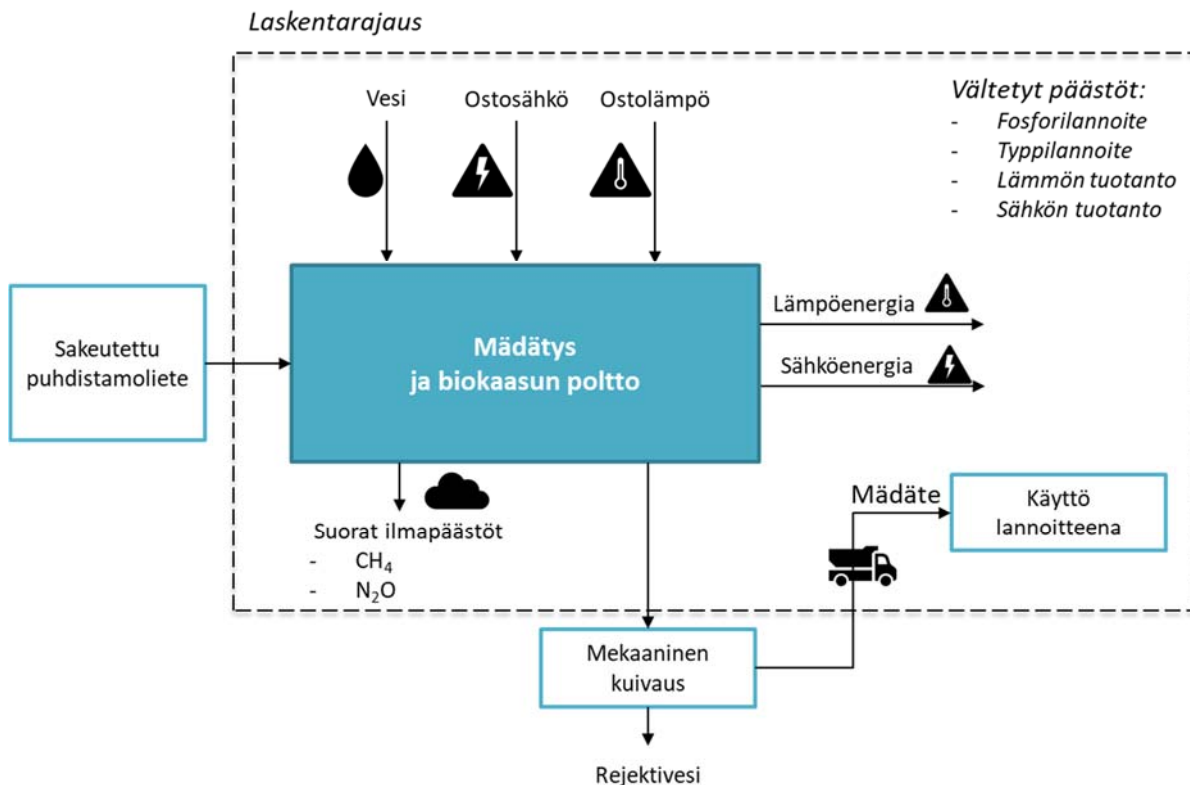 Laskentarajaus
Vesi
Ostosähkö
Ostolämpö
Vältetyt päästöt:
- Fosforilannoite
- Typpilannoite
- Lämmön tuotanto
- Sähkön tuotanto
Sakeutettu
puhdistamoliete
Mädätys
ja biokaasun poltto
Lämpöenergia
Sähköenergia
Suorat ilmapäästöt
- CH₄
- N₂O
Mädäte
Käyttö
lannoitteena
Mekaaninen
kuivaus
Rejektivesi